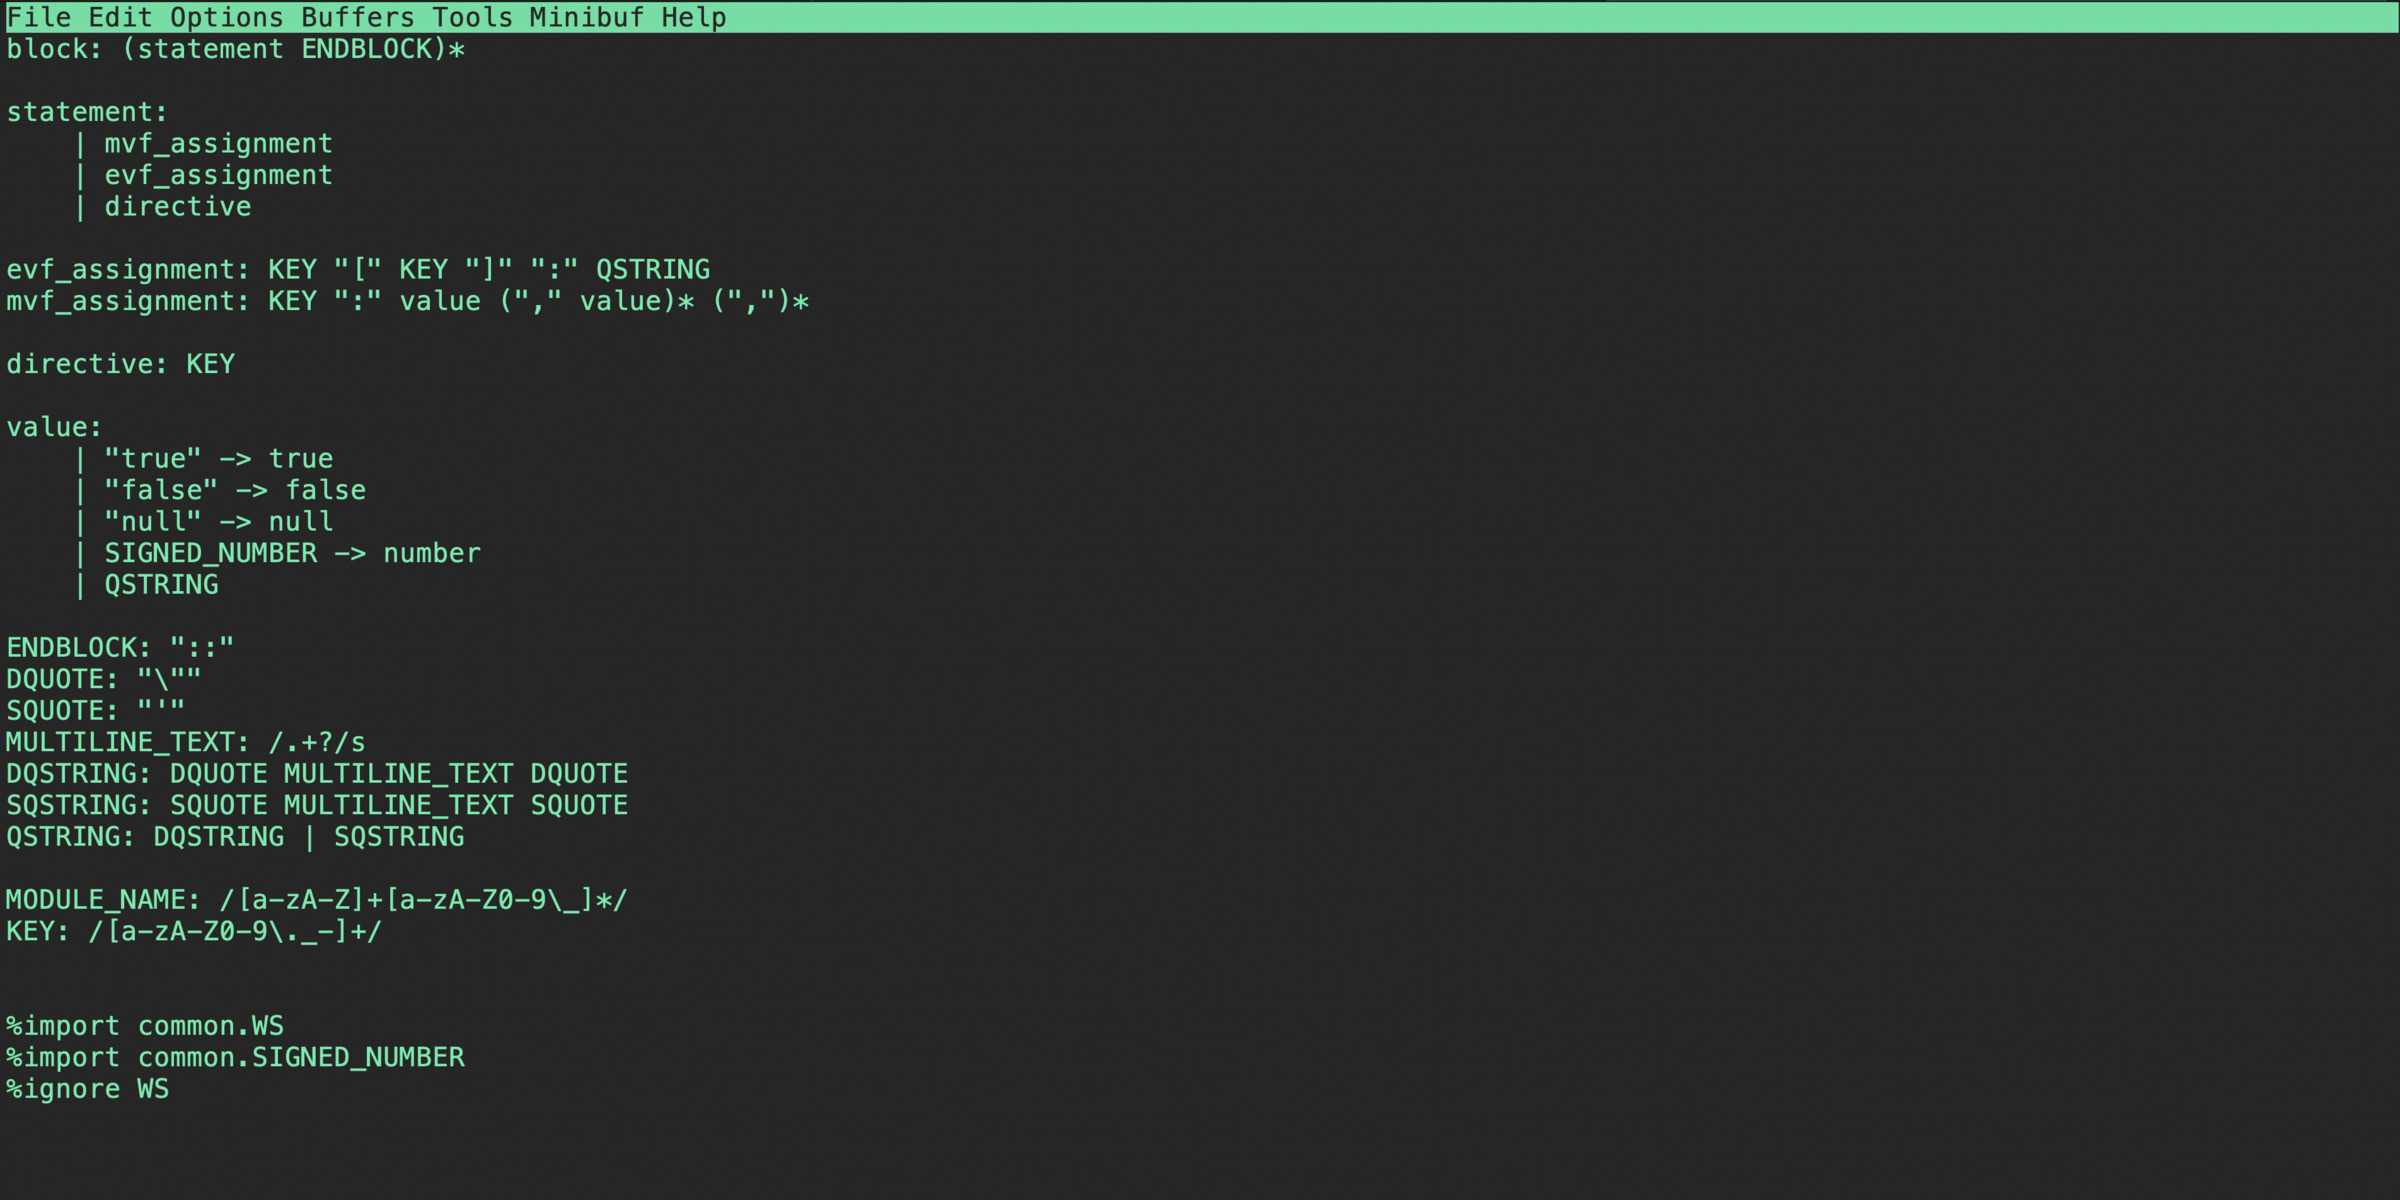 File Edit Options Buffers Tools Minibuf Help
block: (statement ENDBLOCK)*

statement:
    | mvf_assignment
    | evf_assignment
    | directive

evf_assignment: KEY "[" KEY "]" ":" QSTRING
mvf_assignment: KEY ":" value ("," value)* (",")*

directive: KEY

value:
    | "true" -> true
    | "false" -> false
    | "null" -> null
    | SIGNED_NUMBER -> number
    | QSTRING

ENDBLOCK: "::"
DQUOTE: "\""
SQUOTE: "'"
MULTILINE_TEXT: /.+?/s
DQSTRING: DQUOTE MULTILINE_TEXT DQUOTE
SQSTRING: SQUOTE MULTILINE_TEXT SQUOTE
QSTRING: DQSTRING | SQSTRING

MODULE_NAME: /[a-zA-Z]+[a-zA-Z0-9\_]*/
KEY: /[a-zA-Z0-9\._-]+/


%import common.WS
%import common.SIGNED_NUMBER
%ignore WS